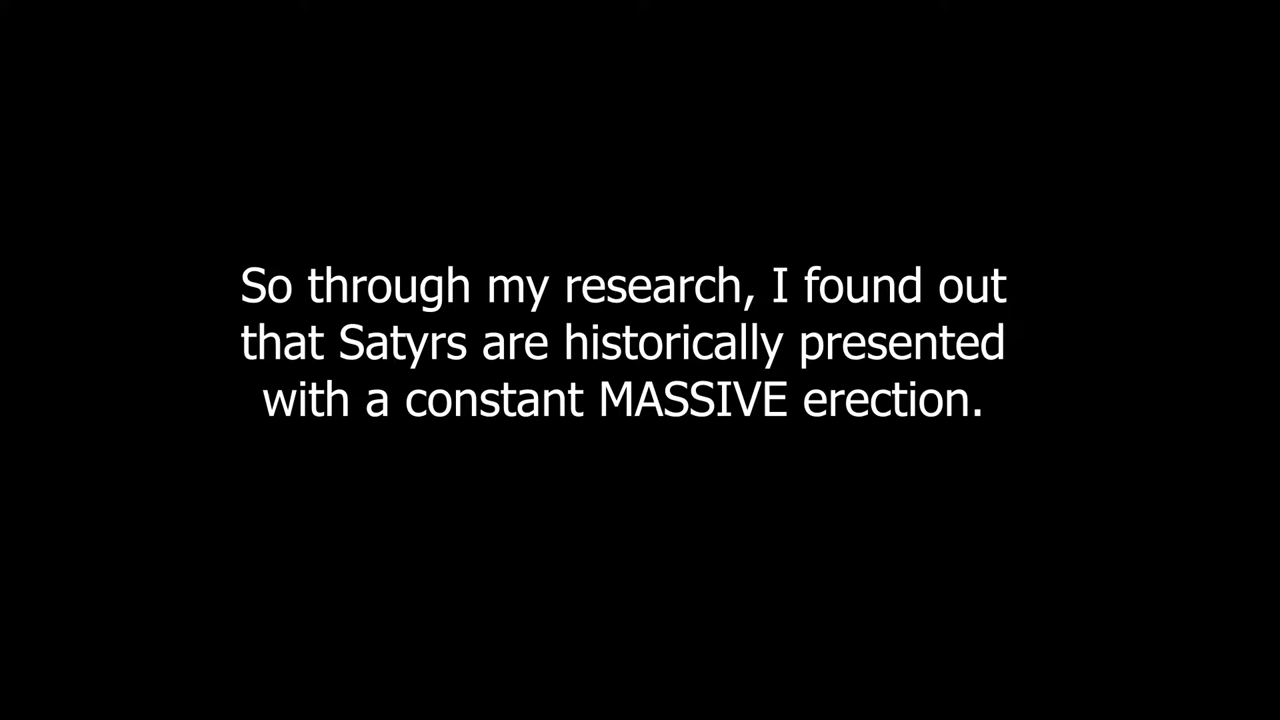 So through my research, I found out
that Satyrs are historically presented
with a constant MASSIVE erection.